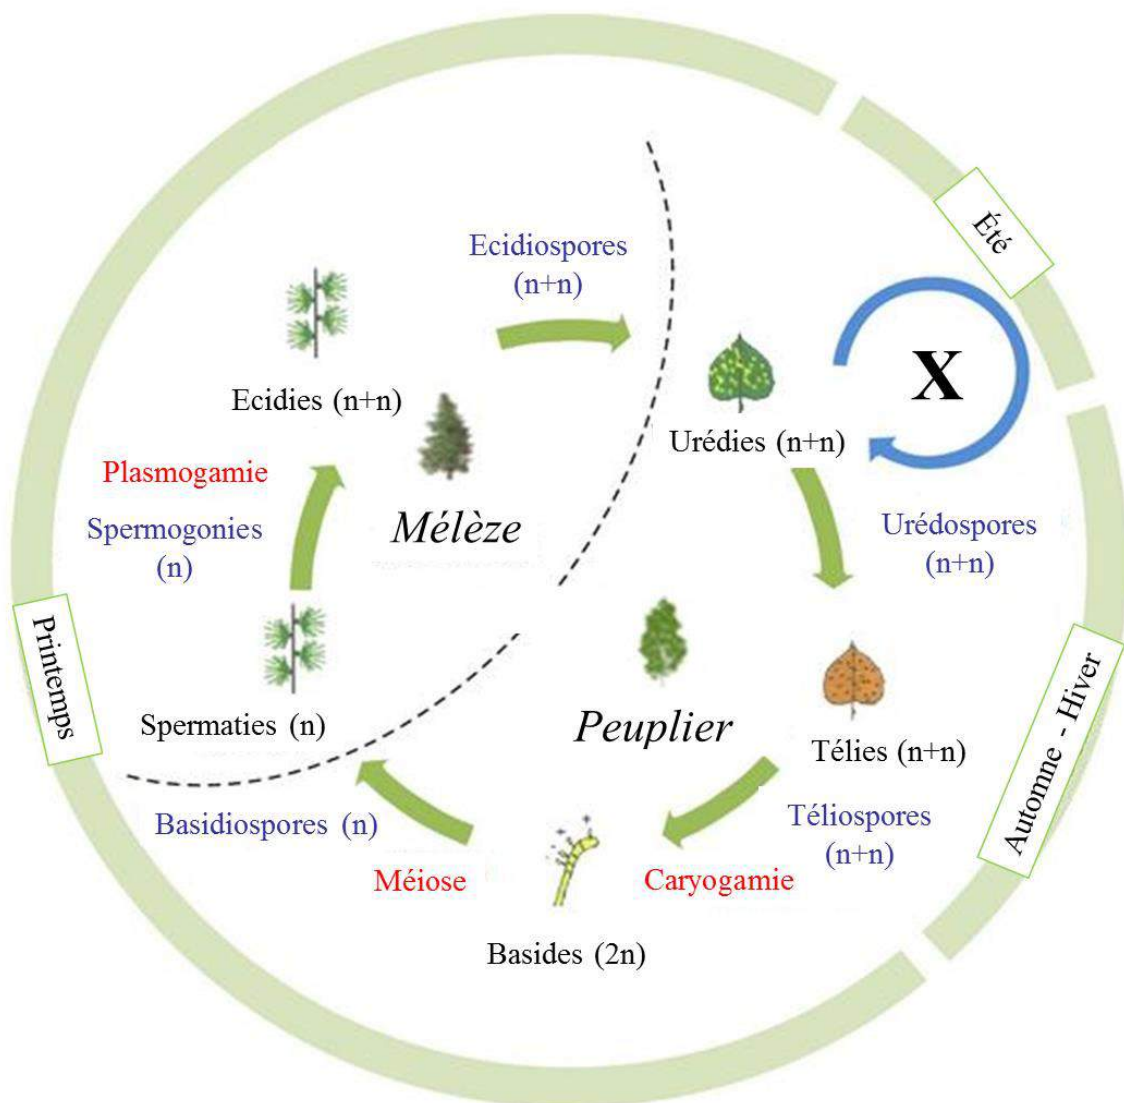 Été
Ecidiospores
(n+n)
X
Ecidies (n+n)
Urédies (n+n)
Plasmogamie
Mélèze
Spermogonies
(n)
Urédospores
(n+n)
Printemps
Spermaties (n)
Peuplier
Télies (n+n)
Automne - Hiver
Basidiospores (n)
Téliospores
(n+n)
Méiose
Caryogamie
Basides (2n)